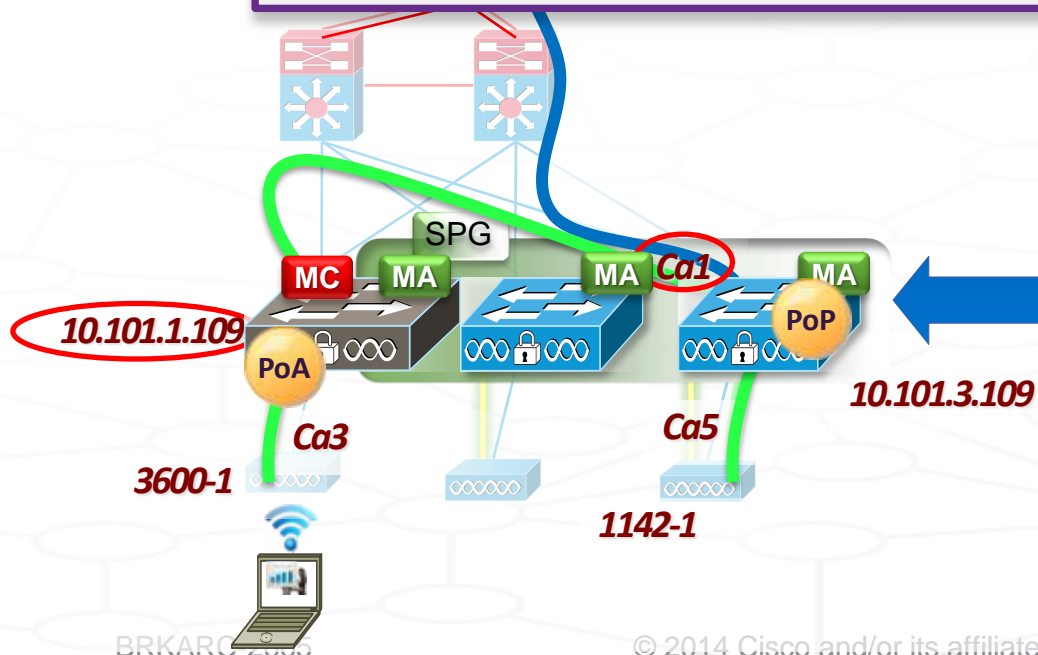 SPG
MC
MA
MA
Ca1
MA
10.101.1.109
PoP
PoA
10.101.3.109
Ca3
Ca5
3600-1
1142-1
© 2014 Cisco and/or its affiliate